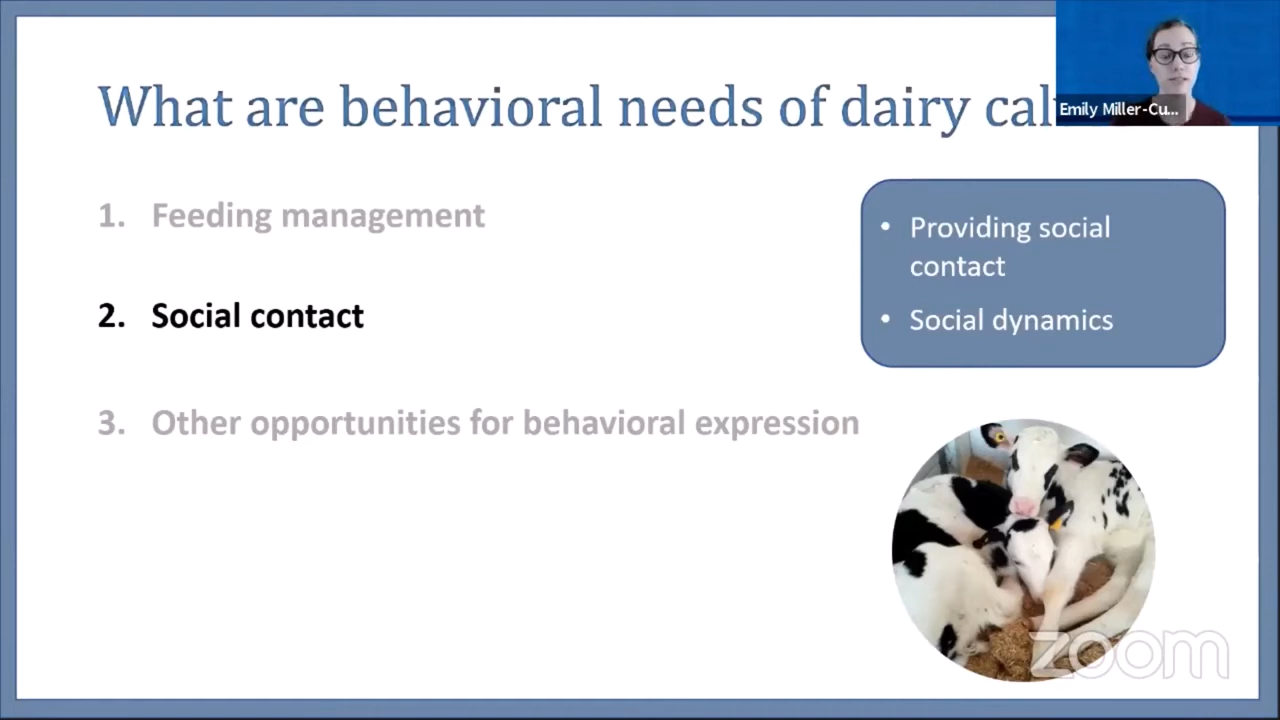 What are behavioral needs of dairy cal
Emily Miller-Cu...
1. Feeding management
• Providing social
contact
2. Social contact
• Social dynamics
3. Other opportunities for behavioral expression
zoom